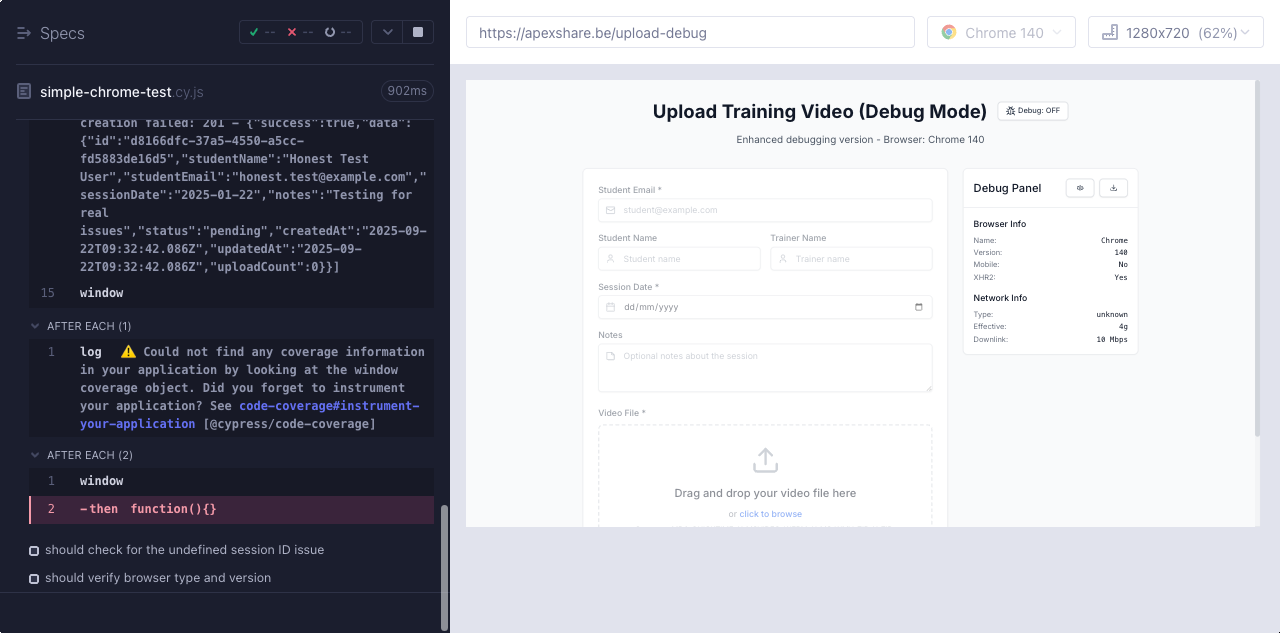 Specs
-- -- --
simple-chrome-test.cy.js
902ms
creation failed: 201 - {"success":true,"data":
{"id":"d8166dfc-37a5-4550-a5cc-
fd5883de16d5","studentName":"Honest Test
User","studentEmail":"honest.test@example.com","
sessionDate":"2025-01-22","notes":"Testing for
real
issues","status":"pending","createdAt":"2025-09-
22T09:32:42.086Z","updatedAt":"2025-09-
22T09:32:42.086Z","uploadCount":0}}]
15 window
AFTER EACH (1)
1 log ⚠️ Could not find any coverage information
in your application by looking at the window
coverage object. Did you forget to instrument
your application? See code-coverage#instrument-
your-application [@cypress/code-coverage]
AFTER EACH (2)
1 window
2 -then function(){}
should check for the undefined session ID issue
should verify browser type and version
https://apexshare.be/upload-debug
Chrome 140
1280x720 (62%)
Upload Training Video (Debug Mode)
Debug: OFF
Enhanced debugging version - Browser: Chrome 140
Student Email *
student@example.com
Student Name
Trainer Name
Student name
Trainer name
Session Date *
dd/mm/yyyy
Notes
Optional notes about the session
Video File *
Drag and drop your video file here
or click to browse
Debug Panel
Browser Info
Name: Chrome
Version: 140
Mobile: No
XHR2: Yes
Network Info
Type: unknown
Effective: 4g
Downlink: 10 Mbps